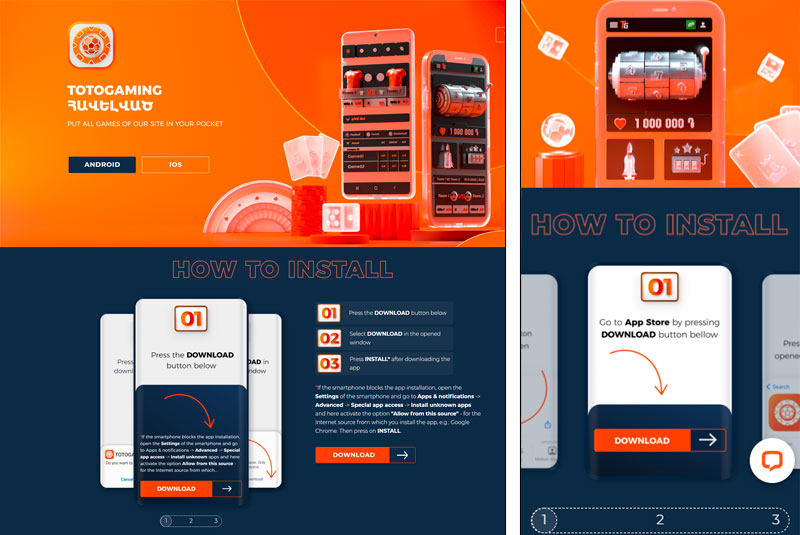 TOTOGAMING
ՀԱՎԵԼՎԱԾ
PUT ALL GAMES OF OUR SITE IN YOUR POCKET
ANDROID
IOS
1 000 000 ֏
HOW TO INSTALL
01
Press the DOWNLOAD
button below
"If the smartphone blocks the app installation,
open the Settings of the smartphone and go
to Apps & notifications -> Advanced -> Special
app access -> Install unknown apps and here
activate the option Allow from this source -
for the Internet source from which...
DOWNLOAD
1 2 3
01 Press the DOWNLOAD button below
02 Select DOWNLOAD in the opened
window
03 Press INSTALL* after downloading the
app
*If the smartphone blocks the app installation, open the
Settings of the smartphone and go to Apps & notifications ->
Advanced -> Special app access -> Install unknown apps
and here activate the option "Allow from this source" - for the
Internet source from which you install the app, e.g.: Google
Chrome. Then press on INSTALL
DOWNLOAD
TG
1 000 000 ֏
HOW TO INSTALL
01
Go to App Store by pressing
DOWNLOAD button bellow
DOWNLOAD
Search
1 2 3